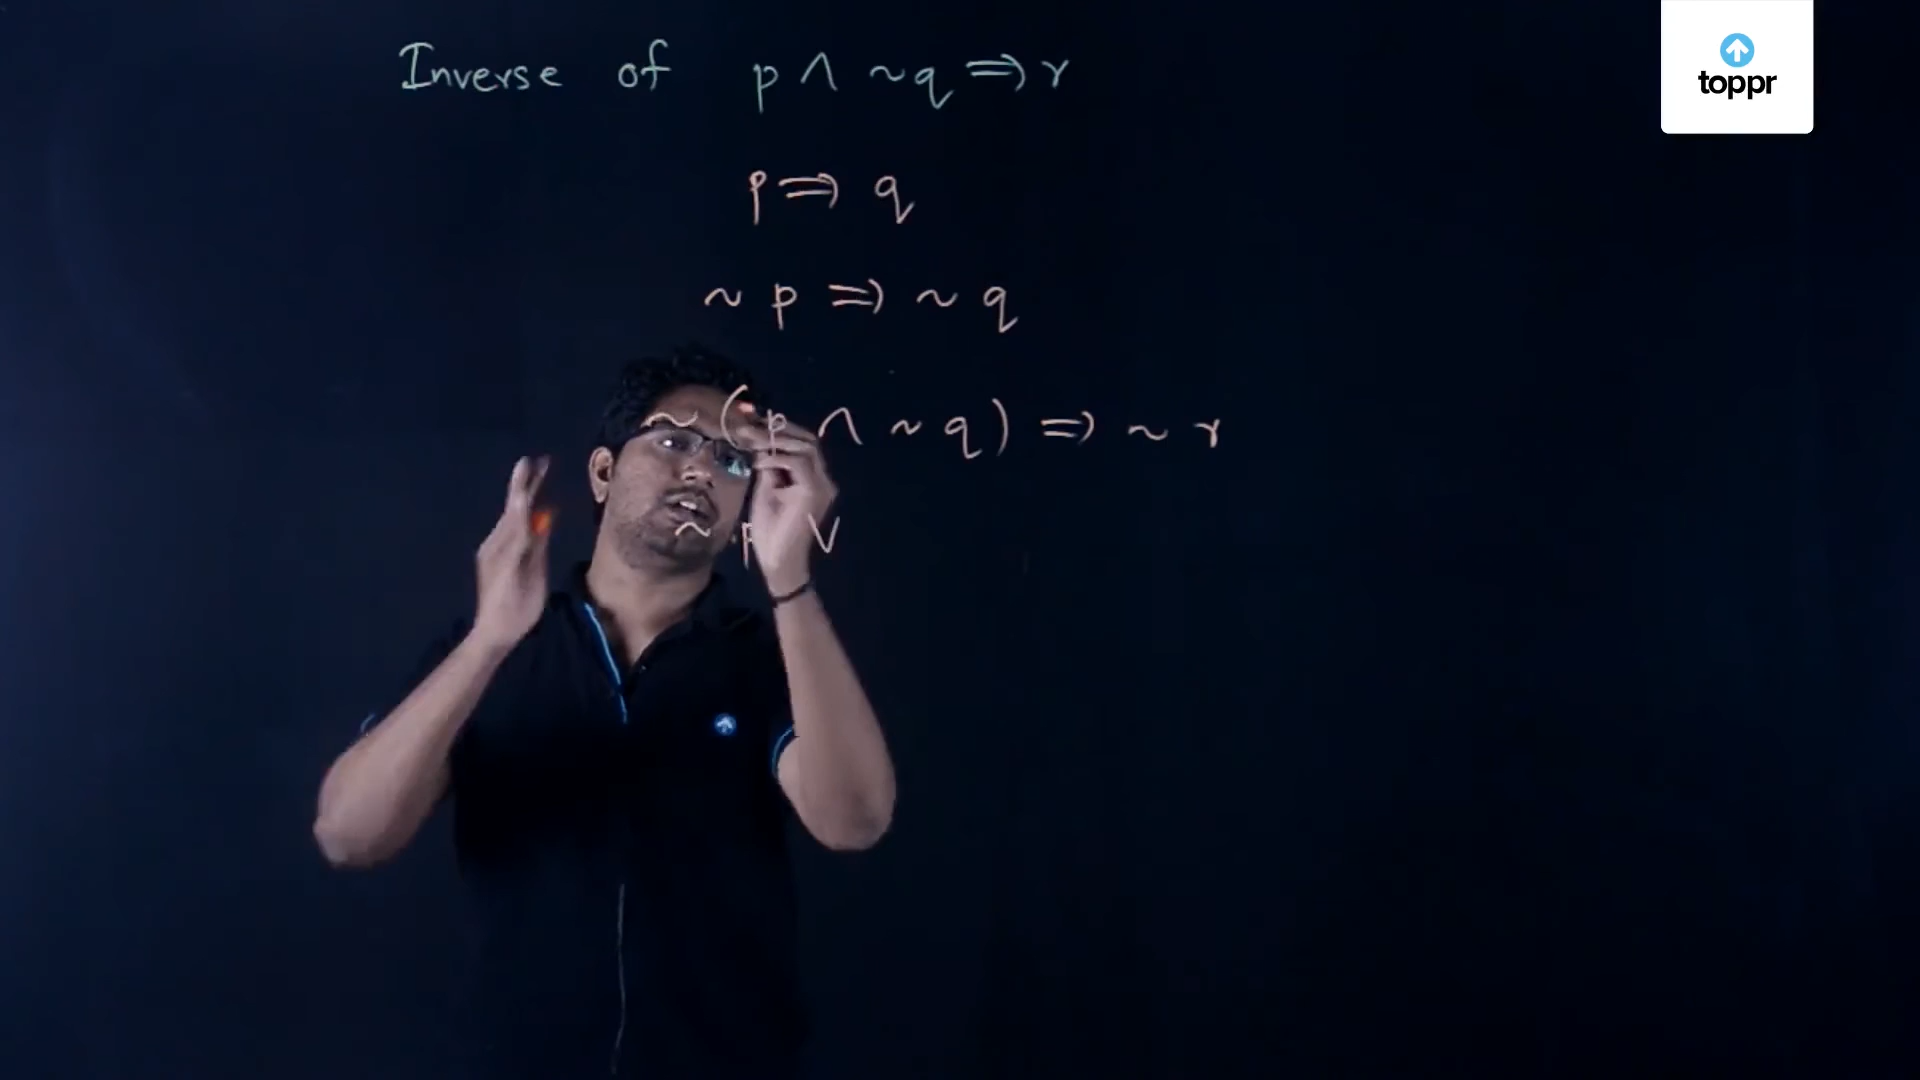 Inverse of p ∧ ~q ⇒ r
toppr
p ⇒ q
~ p ⇒ ~ q
~ (p ∧ ~ q) ⇒ ~ r
~ p ∨